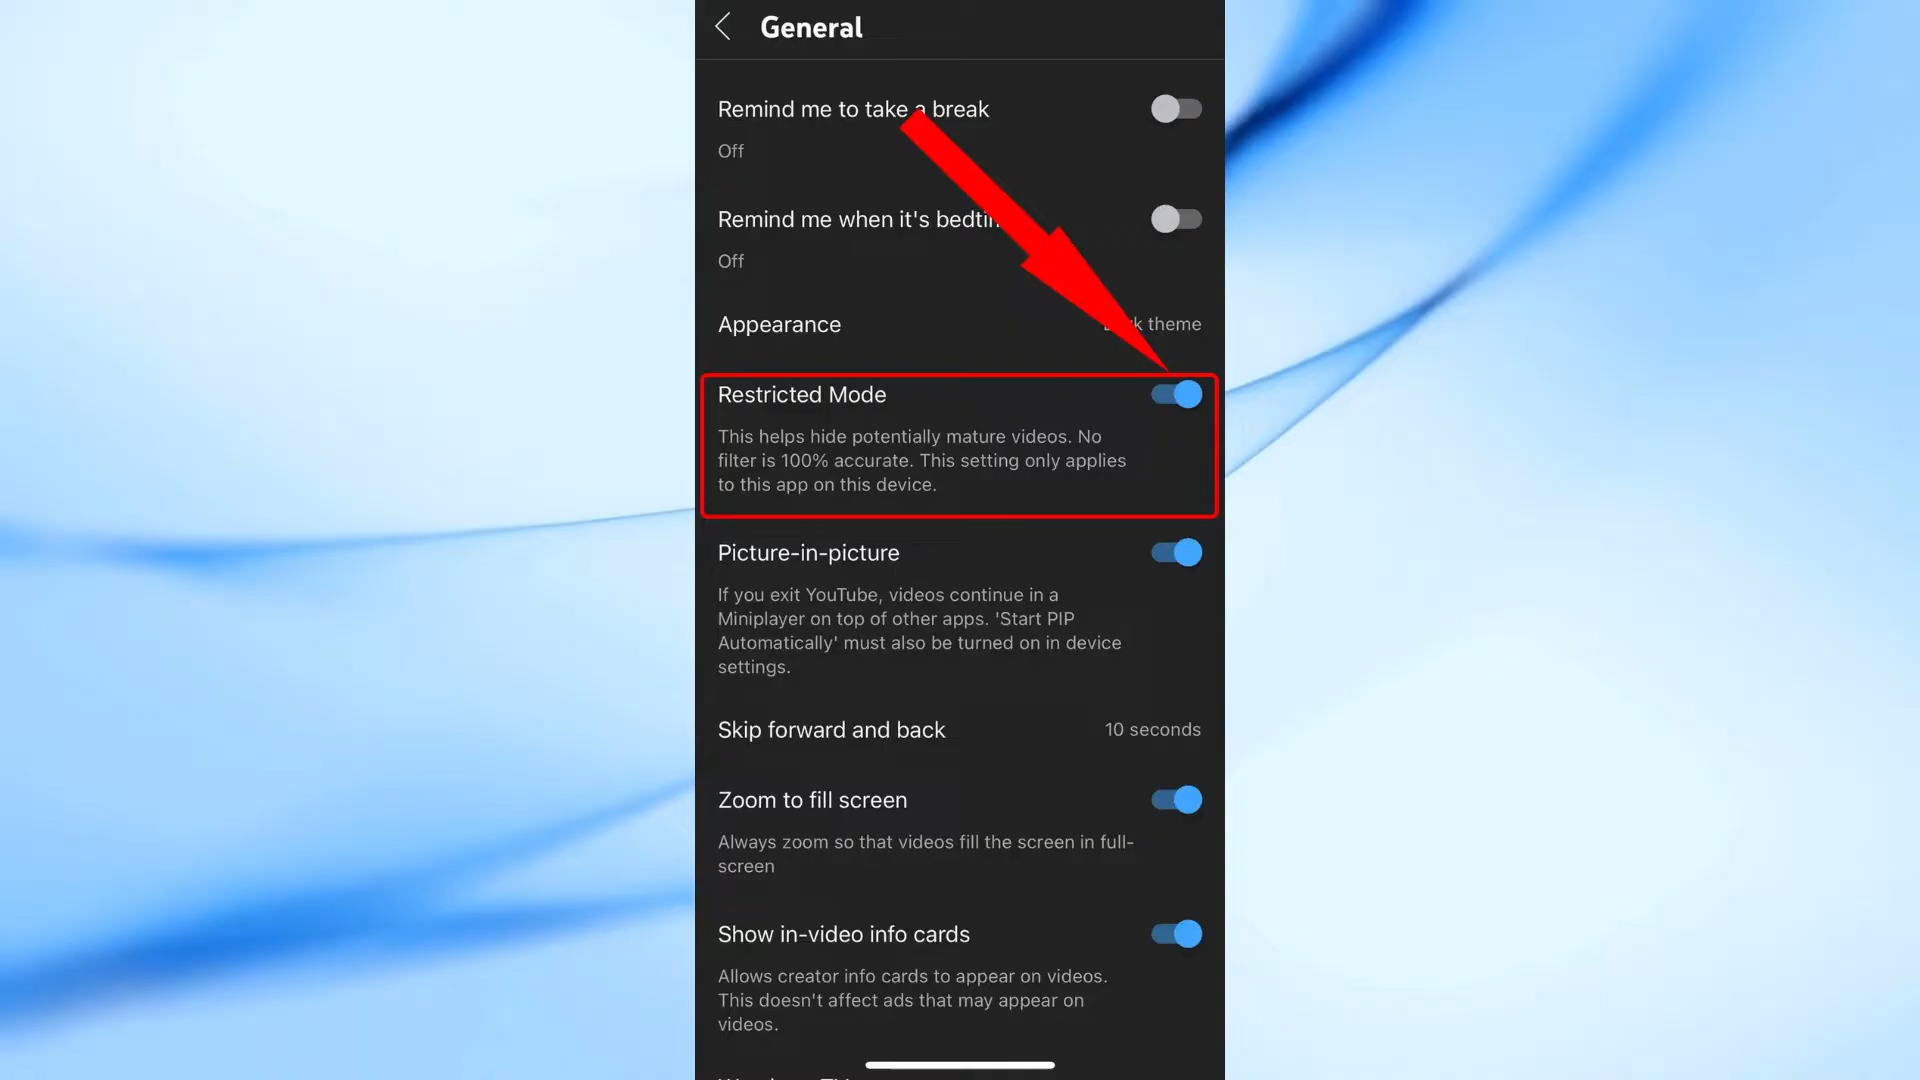 General
Remind me to take a break
Off
Remind me when it's
Off
Appearance
theme
Restricted Mode
This helps hide potentially mature videos. No
filter is 100% accurate. This setting only applies
to this app on this device.
Picture-in-picture
If you exit YouTube, videos continue in a
Miniplayer on top of other apps. 'Start PIP
Automatically' must also be turned on in device
settings.
Skip forward and back
10 seconds
Zoom to fill screen
Always zoom so that videos fill the screen in full-
screen
Show in-video info cards
Allows creator info cards to appear on videos.
This doesn't affect ads that may appear on
videos.